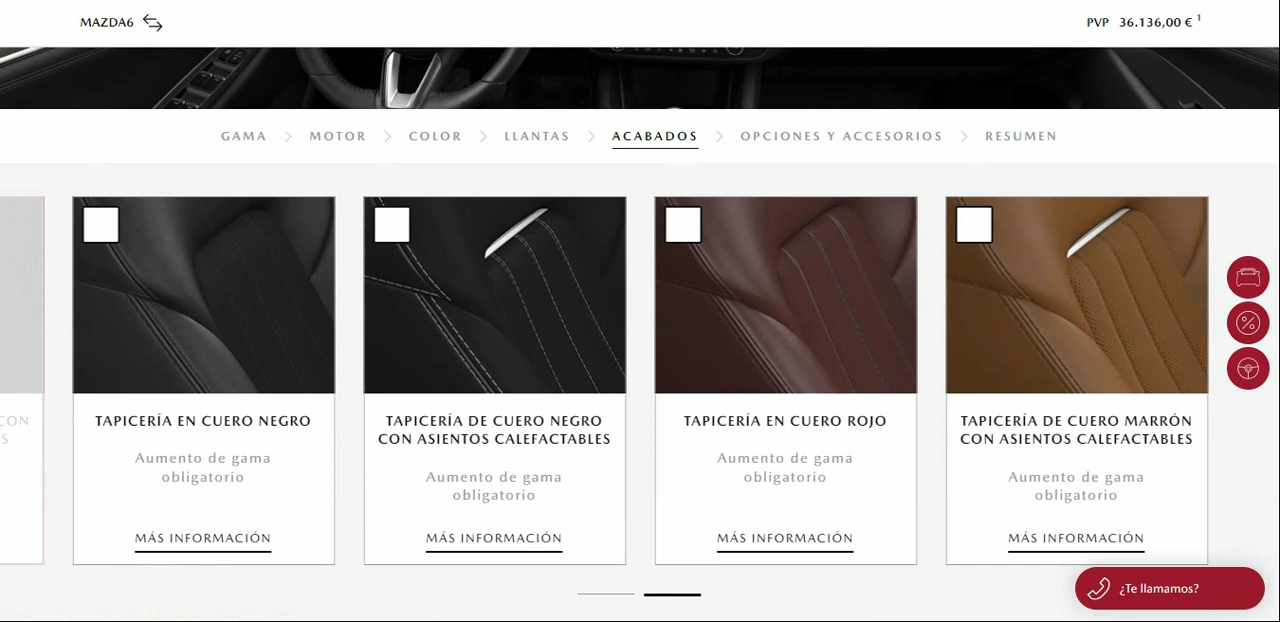 MAZDA6
PVP 36.136,00 € 1
GAMA
MOTOR
COLOR
LLANTAS
ACABADOS
OPCIONES Y ACCESORIOS
RESUMEN
CON
S
TAPICERÍA EN CUERO NEGRO
Aumento de gama
obligatorio
MÁS INFORMACIÓN
TAPICERÍA DE CUERO NEGRO
CON ASIENTOS CALEFACTABLES
Aumento de gama
obligatorio
MÁS INFORMACIÓN
TAPICERÍA EN CUERO ROJO
Aumento de gama
obligatorio
MÁS INFORMACIÓN
TAPICERÍA DE CUERO MARRÓN
CON ASIENTOS CALEFACTABLES
Aumento de gama
obligatorio
MÁS INFORMACIÓN
¿Te llamamos?